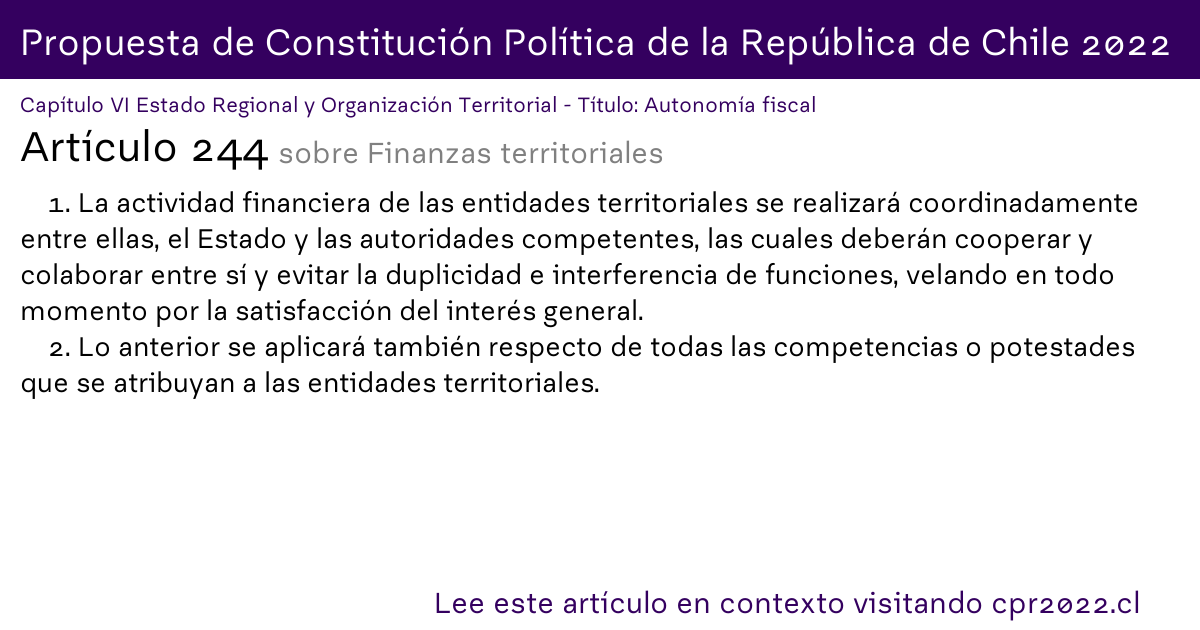 Propuesta de Constitución Política de la República de Chile 2022
Capítulo VI Estado Regional y Organización Territorial - Título: Autonomía fiscal
Artículo 244 sobre Finanzas territoriales
1. La actividad financiera de las entidades territoriales se realizará coordinadamente
entre ellas, el Estado y las autoridades competentes, las cuales deberán cooperar y
colaborar entre sí y evitar la duplicidad e interferencia de funciones, velando en todo
momento por la satisfacción del interés general.
2. Lo anterior se aplicará también respecto de todas las competencias o potestades
que se atribuyan a las entidades territoriales.
Lee este artículo en contexto visitando cpr2022.cl